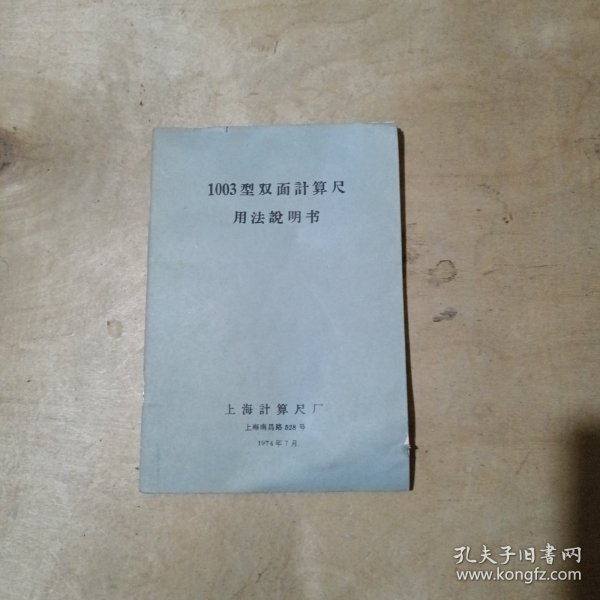 1003型双面計算尺
用法說明书
上海計算尺厂
上海南昌路528号
1974年7月
孔夫子旧书网
www.kongfz.com